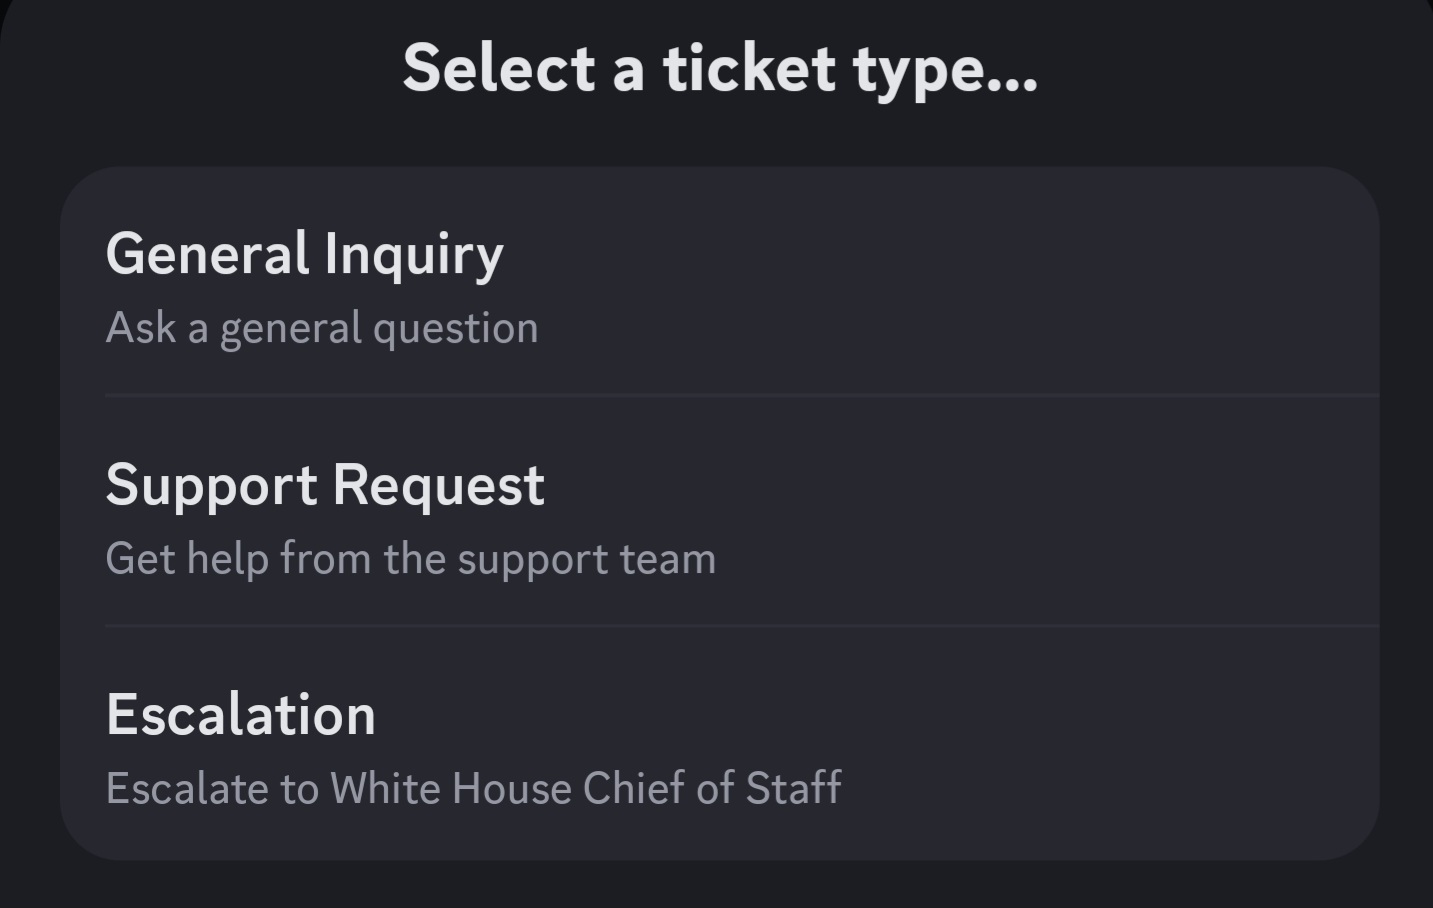 Select a ticket type...
General Inquiry
Ask a general question
Support Request
Get help from the support team
Escalation
Escalate to White House Chief of Staff